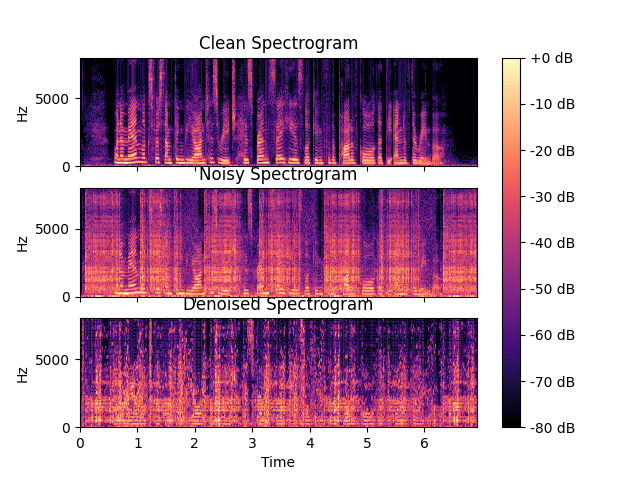 Clean Spectrogram
Hz
5000
0
Noisy Spectrogram
Hz
5000
0
Denoised Spectrogram
Hz
5000
0
0 1 2 3 4 5 6
Time
+0 dB
-10 dB
-20 dB
-30 dB
-40 dB
-50 dB
-60 dB
-70 dB
-80 dB